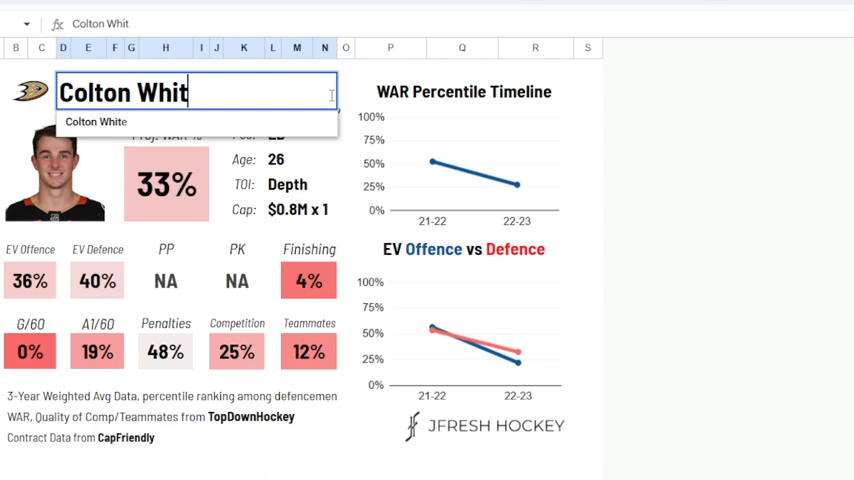 fx Colton Whit
B C D E F G H I J K L M N O P Q R S
Colton Whit
Colton White
WAR Percentile Timeline
100%
75%
50%
25%
0%
21-22 22-23
33%
Age: 26
TOI: Depth
Cap: $0.8M x 1
EV Offence EV Defence PP PK Finishing
36% 40% NA NA 4%
G/60 A1/60 Penalties Competition Teammates
0% 19% 48% 25% 12%
EV Offence vs Defence
100%
75%
50%
25%
0%
21-22 22-23
3-Year Weighted Avg Data, percentile ranking among defencemen
WAR, Quality of Comp/Teammates from TopDownHockey
Contract Data from CapFriendly
JFRESH HOCKEY